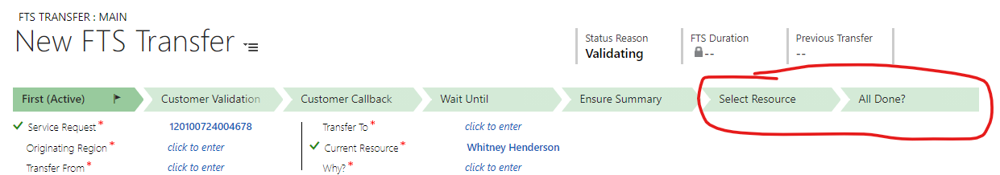 FTS TRANSFER : MAIN
New FTS Transfer
Status Reason
Validating
FTS Duration
--
Previous Transfer
--
First (Active)
Customer Validation
Customer Callback
Wait Until
Ensure Summary
Select Resource
All Done?
Service Request * 120100724004678
Transfer To * click to enter
Originating Region * click to enter
Current Resource * Whitney Henderson
Transfer From * click to enter
Why? * click to enter